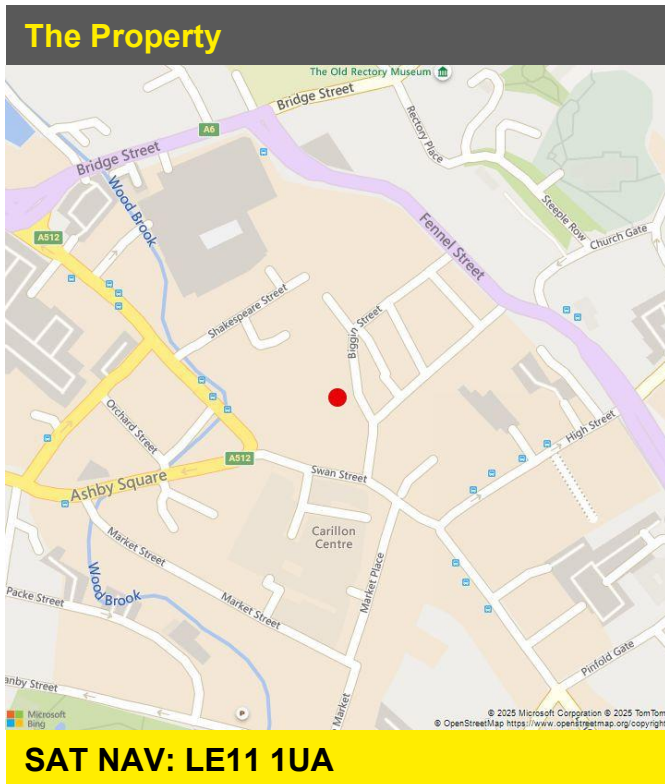 The Property
The Old Rectory Museum
Bridge Street
A6
Bridge Street
Rectory Place
Wood Brook
Steeple Row
Church Gate
A512
Fennel Street
Shakespeare Street
Biggin Street
Orchard Street
High Street
A512
Swan Street
Ashby Square
Carillon
Centre
Market Street
Market Place
Wood Brook
Packe Street
Market Street
Pinfold Gate
anby Street
Market
P
Microsoft
Bing
© 2025 Microsoft Corporation © 2025 TomTom
© OpenStreetMap https://www.openstreetmap.org/copyright
SAT NAV: LE11 1UA